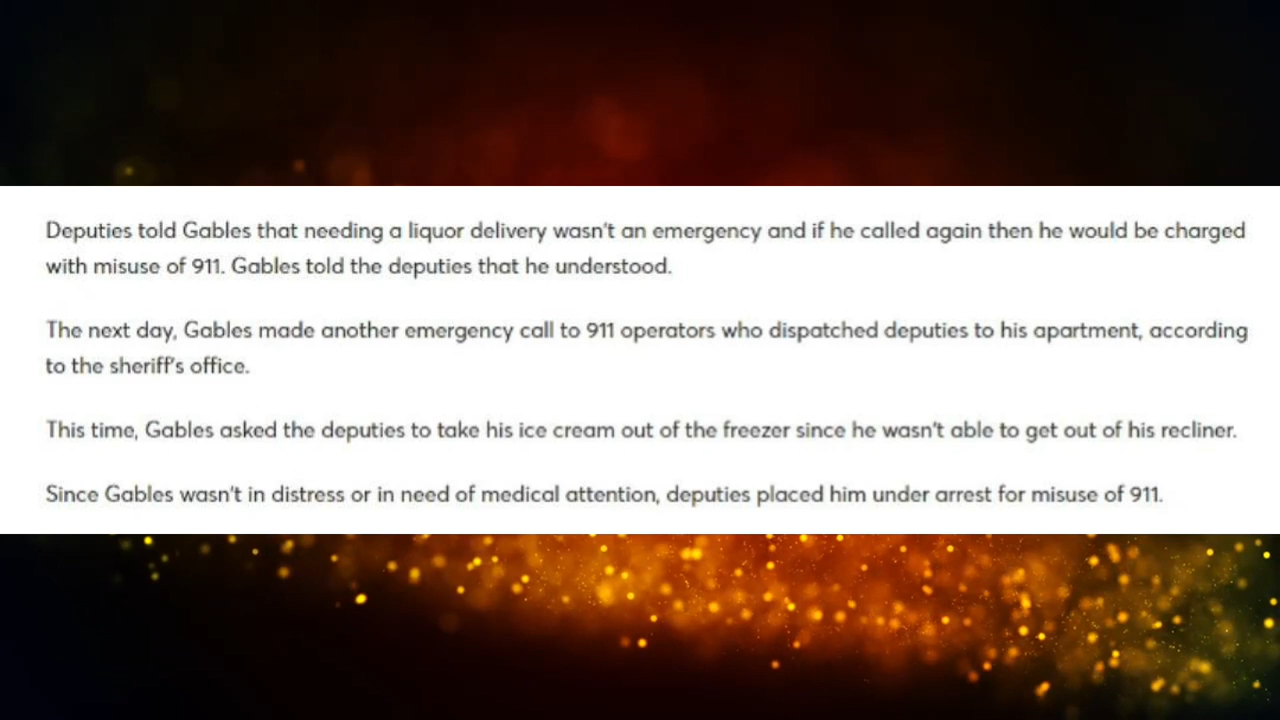 Deputies told Gables that needing a liquor delivery wasn't an emergency and if he called again then he would be charged
with misuse of 911. Gables told the deputies that he understood.
The next day, Gables made another emergency call to 911 operators who dispatched deputies to his apartment, according
to the sheriff's office.
This time, Gables asked the deputies to take his ice cream out of the freezer since he wasn't able to get out of his recliner.
Since Gables wasn't in distress or in need of medical attention, deputies placed him under arrest for misuse of 911.